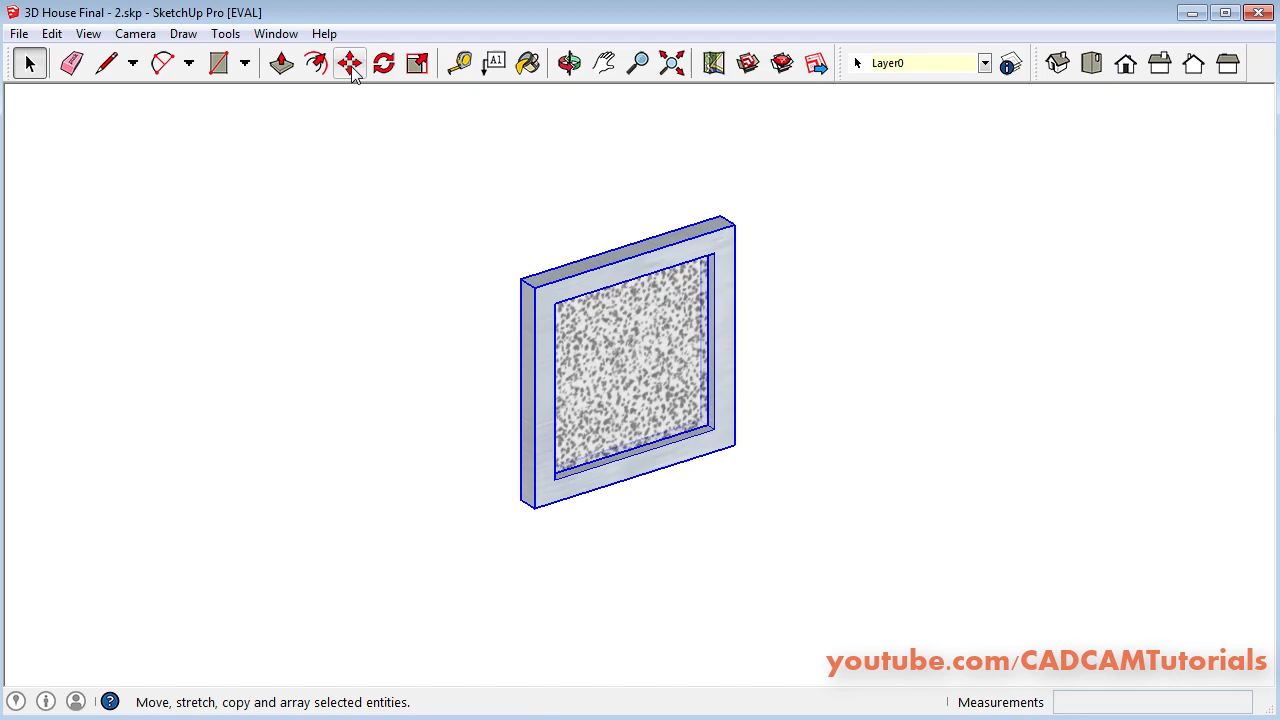 3D House Final - 2.skp - SketchUp Pro [EVAL]
File Edit View Camera Draw Tools Window Help
A1
Layer0
youtube.com/CADCAMTutorials
Move, stretch, copy and array selected entities.
Measurements